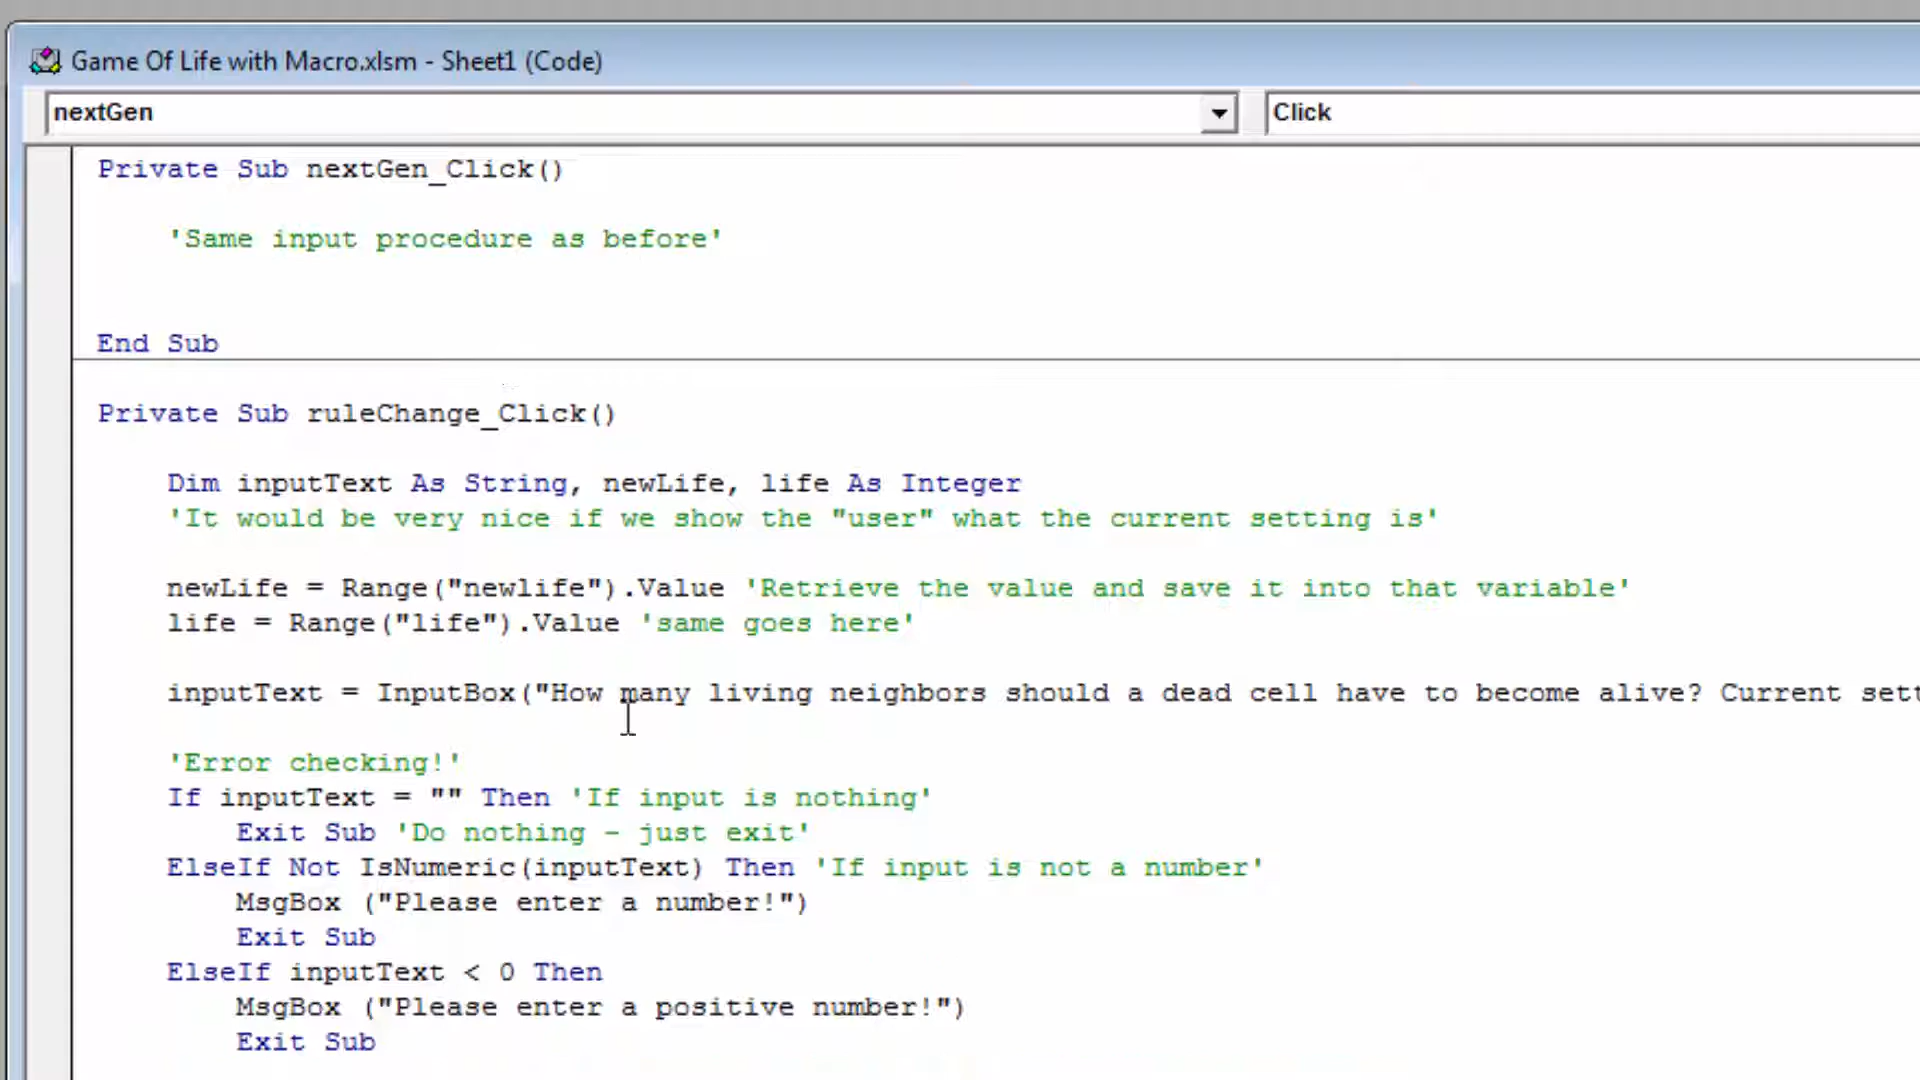 Game Of Life with Macro.xlsm - Sheet1 (Code)
nextGen Click
Private Sub nextGen_Click()
'Same input procedure as before'
End Sub
Private Sub ruleChange_Click()
Dim inputText As String, newLife, life As Integer
'It would be very nice if we show the "user" what the current setting is'
newLife = Range("newlife").Value 'Retrieve the value and save it into that variable'
life = Range("life").Value 'same goes here'
inputText = InputBox("How many living neighbors should a dead cell have to become alive? Current sett
'Error checking!'
If inputText = "" Then 'If input is nothing'
Exit Sub 'Do nothing - just exit'
ElseIf Not IsNumeric(inputText) Then 'If input is not a number'
MsgBox ("Please enter a number!")
Exit Sub
ElseIf inputText < 0 Then
MsgBox ("Please enter a positive number!")
Exit Sub